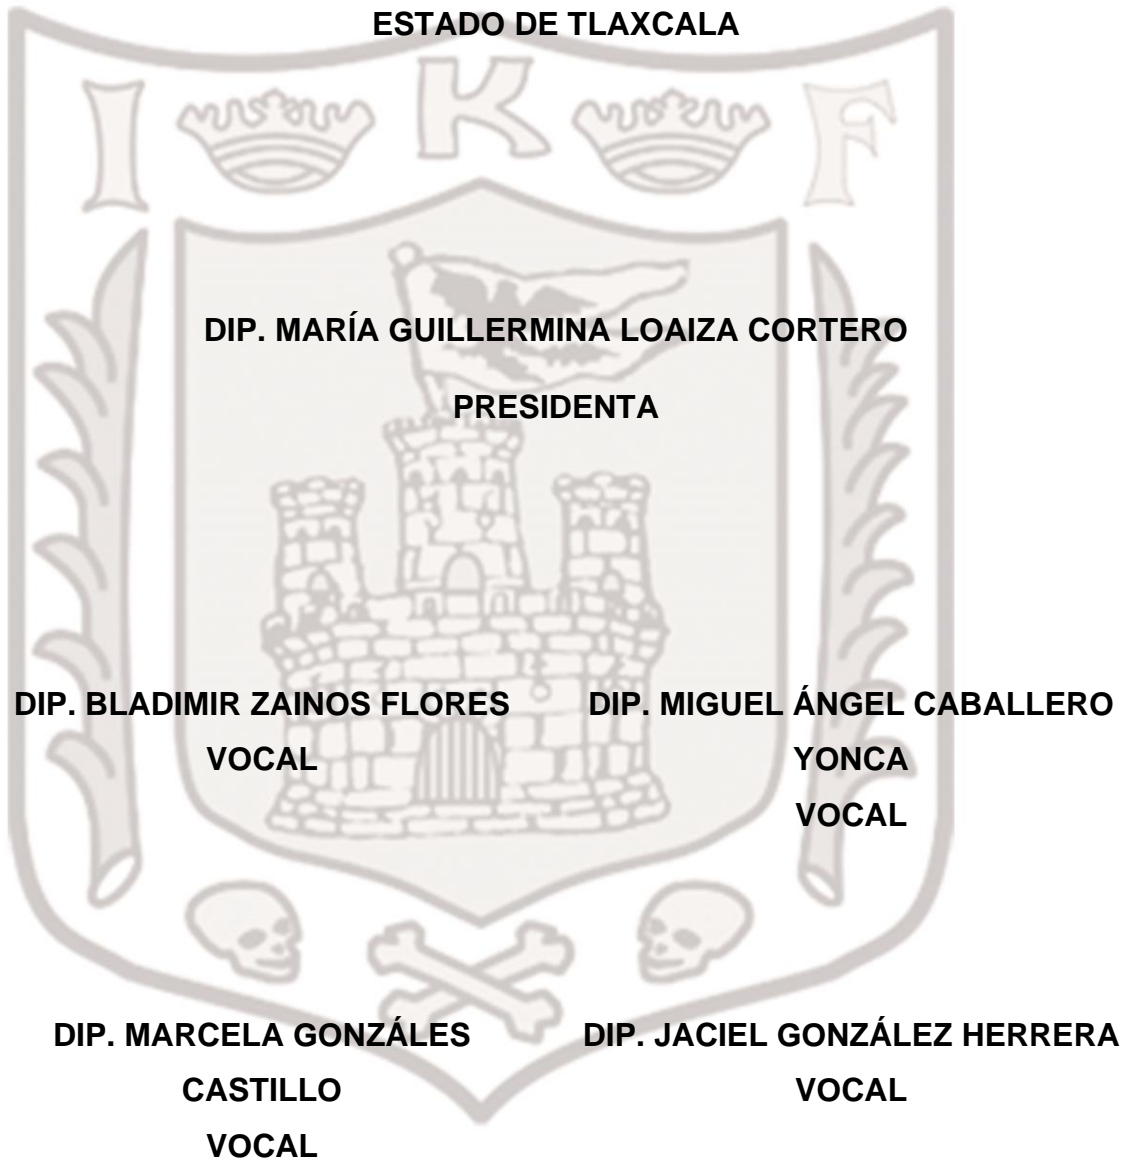 ESTADO DE TLAXCALA
I K F
DIP. MARÍA GUILLERMINA LOAIZA CORTERO
PRESIDENTA
DIP. BLADIMIR ZAINOS FLORES
VOCAL
DIP. MIGUEL ÁNGEL CABALLERO
YONCA
VOCAL
DIP. MARCELA GONZÁLES
CASTILLO
VOCAL
DIP. JACIEL GONZÁLEZ HERRERA
VOCAL